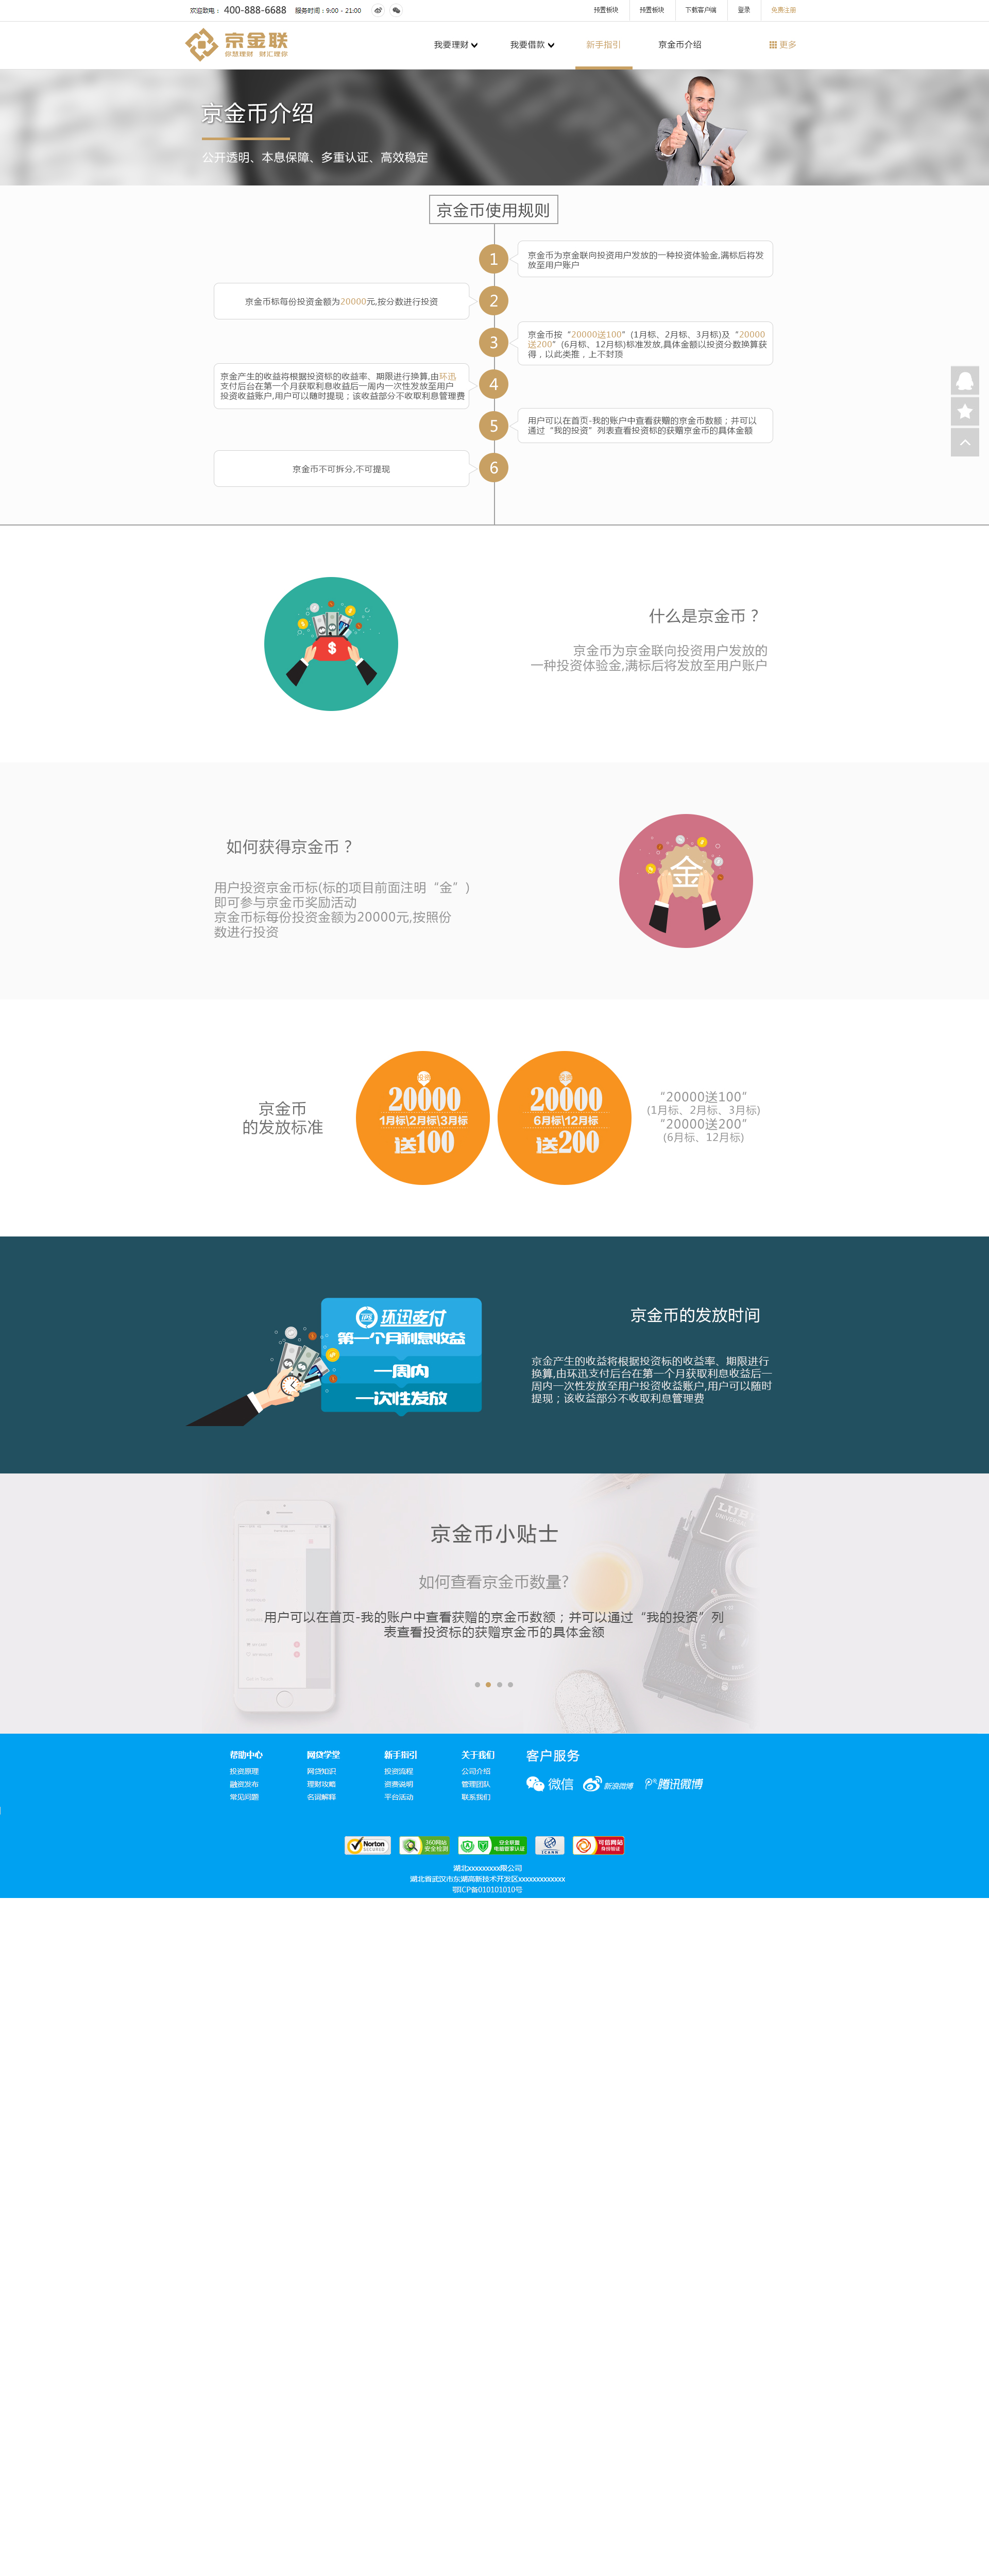 欢迎致电： 400-888-6688 服务时间：9:00 - 21:00
预置板块 预置板块 下载客户端 登录 免费注册
京金联
你慧理财 财汇理你
我要理财 我要借款 新手指引 京金币介绍 更多
京金币介绍
公开透明、本息保障、多重认证、高效稳定
京金币使用规则
1
京金币为京金联向投资用户发放的一种投资体验金,满标后将发
放至用户账户
2
京金币标每份投资金额为20000元,按分数进行投资
3
京金币按“20000送100”(1月标、2月标、3月标)及“20000
送200”(6月标、12月标)标准发放,具体金额以投资分数换算获
得，以此类推，上不封顶
4
京金产生的收益将根据投资标的收益率、期限进行换算,由环迅
支付后台在第一个月获取利息收益后一周内一次性发放至用户
投资收益账户,用户可以随时提现；该收益部分不收取利息管理费
5
用户可以在首页-我的账户中查看获赠的京金币数额；并可以
通过“我的投资”列表查看投资标的获赠京金币的具体金额
6
京金币不可拆分,不可提现
什么是京金币？
京金币为京金联向投资用户发放的
一种投资体验金,满标后将发放至用户账户
如何获得京金币？
用户投资京金币标(标的项目前面注明“金”)
即可参与京金币奖励活动
京金币标每份投资金额为20000元,按照份
数进行投资
金
京金币
的发放标准
投资
20000
1月标\2月标\3月标
送100
投资
20000
6月标\12月标
送200
“20000送100”
(1月标、2月标、3月标)
“20000送200”
(6月标、12月标)
IPS 环迅支付
第一个月利息收益
一周内
一次性发放
京金币的发放时间
京金产生的收益将根据投资标的收益率、期限进行
换算,由环迅支付后台在第一个月获取利息收益后一
周内一次性发放至用户投资收益账户,用户可以随时
提现；该收益部分不收取利息管理费
京金币小贴士
如何查看京金币数量?
用户可以在首页-我的账户中查看获赠的京金币数额；并可以通过“我的投资”列
表查看投资标的获赠京金币的具体金额
帮助中心 网贷学堂 新手指引 关于我们 客户服务
投资原理 网贷知识 投资流程 公司介绍
融资发布 理财攻略 资费说明 管理团队
常见问题 名词解释 平台活动 联系我们
微信 新浪微博 腾讯微博
Norton
SECURED
360网站
安全检测
安全联盟
电脑管家认证
ICANN
可信网站
身份验证
湖北xxxxxxxxx限公司
湖北省武汉市东湖高新技术开发区xxxxxxxxxxxxx
鄂ICP备010101010号